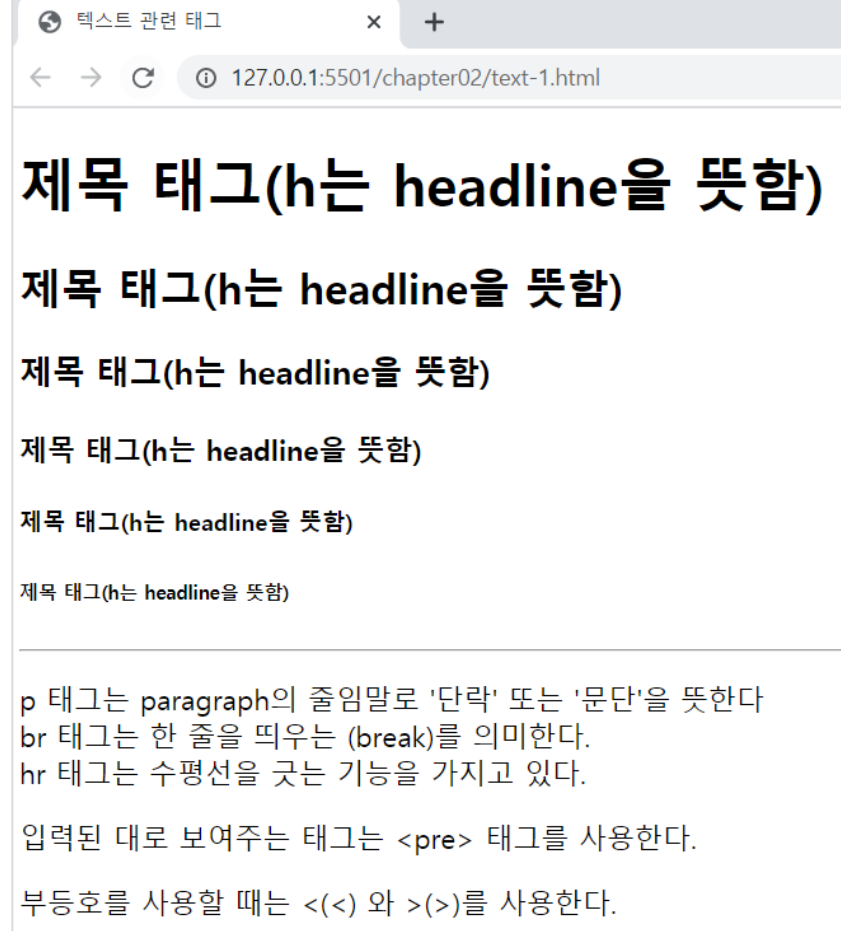 텍스트 관련 태그
127.0.0.1:5501/chapter02/text-1.html
제목 태그(h는 headline을 뜻함)
제목 태그(h는 headline을 뜻함)
제목 태그(h는 headline을 뜻함)
제목 태그(h는 headline을 뜻함)
제목 태그(h는 headline을 뜻함)
제목 태그(h는 headline을 뜻함)
p 태그는 paragraph의 줄임말로 '단락' 또는 '문단'을 뜻한다
br 태그는 한 줄을 띄우는 (break)를 의미한다.
hr 태그는 수평선을 긋는 기능을 가지고 있다.
입력된 대로 보여주는 태그는 <pre> 태그를 사용한다.
부등호를 사용할 때는 <(<) 와 >(>)를 사용한다.